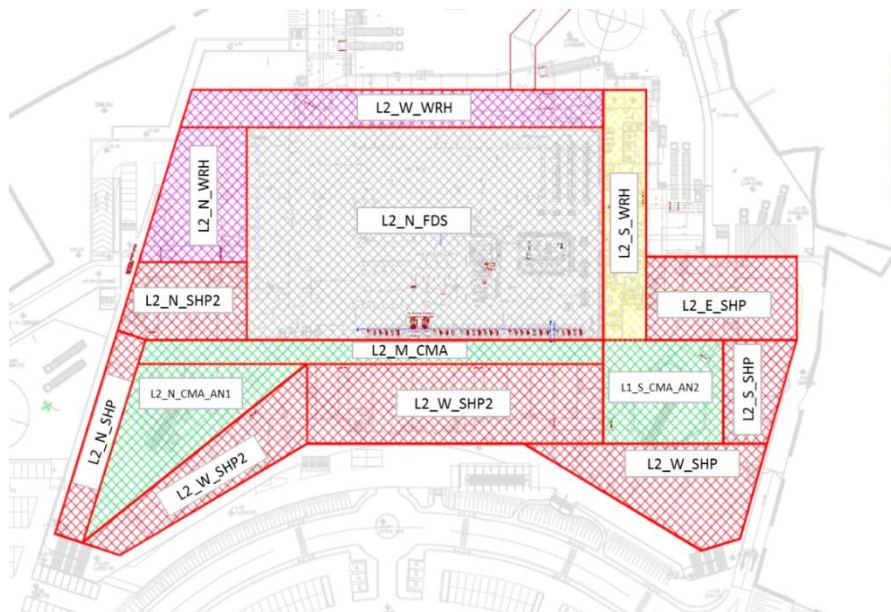 L2_W_WRH
L2_N_WRH
L2_S_WRH
L2_N_FDS
L2_N_SHP2
L2_E_SHP
L2_M_CMA
L2_N_CMA_AN1
L2_W_SHP2
L1_S_CMA_AN2
L2_S_SHP
L2_N_SHP
L2_W_SHP2
L2_W_SHP